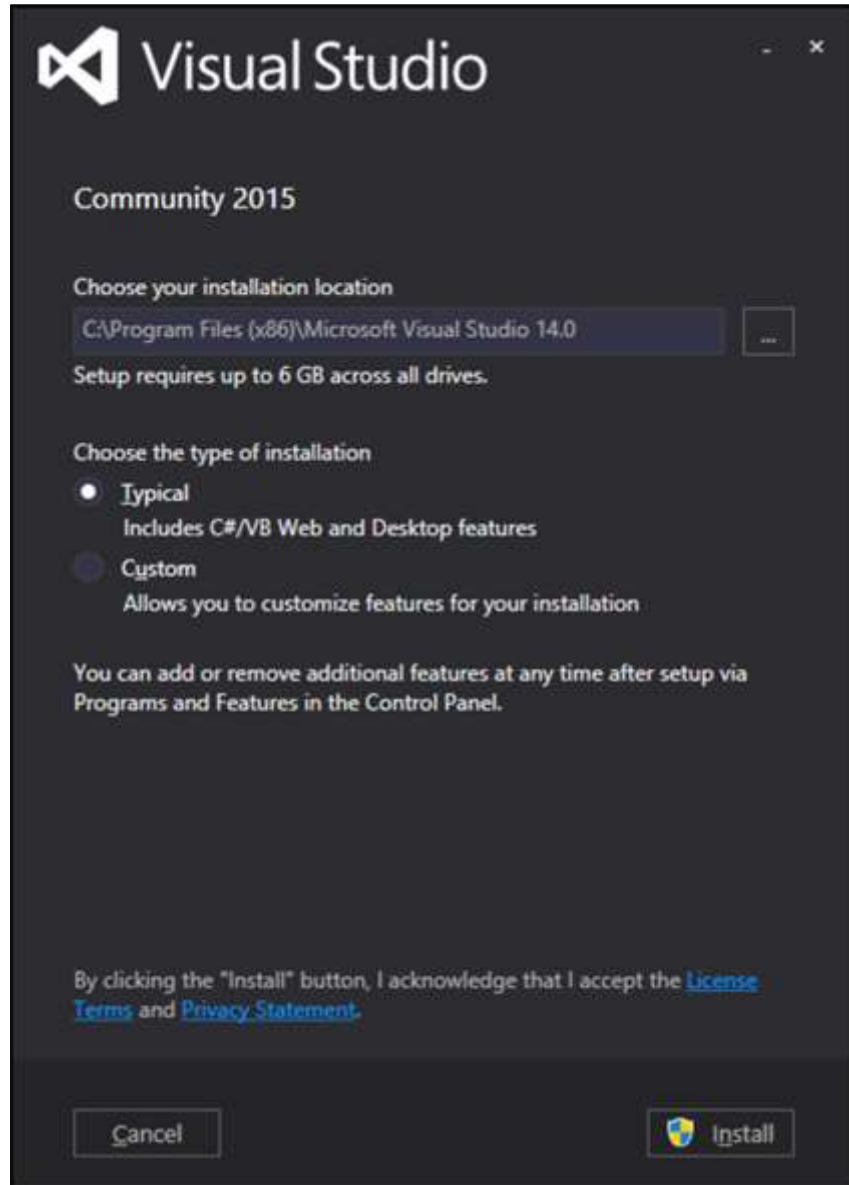 Visual Studio
Community 2015
Choose your installation location
C:\Program Files (x86)\Microsoft Visual Studio 14.0
...
Setup requires up to 6 GB across all drives.
Choose the type of installation
Typical
Includes C#/VB Web and Desktop features
Custom
Allows you to customize features for your installation
You can add or remove additional features at any time after setup via
Programs and Features in the Control Panel.
By clicking the "Install" button, I acknowledge that I accept the License
Terms and Privacy Statement.
Cancel
Install